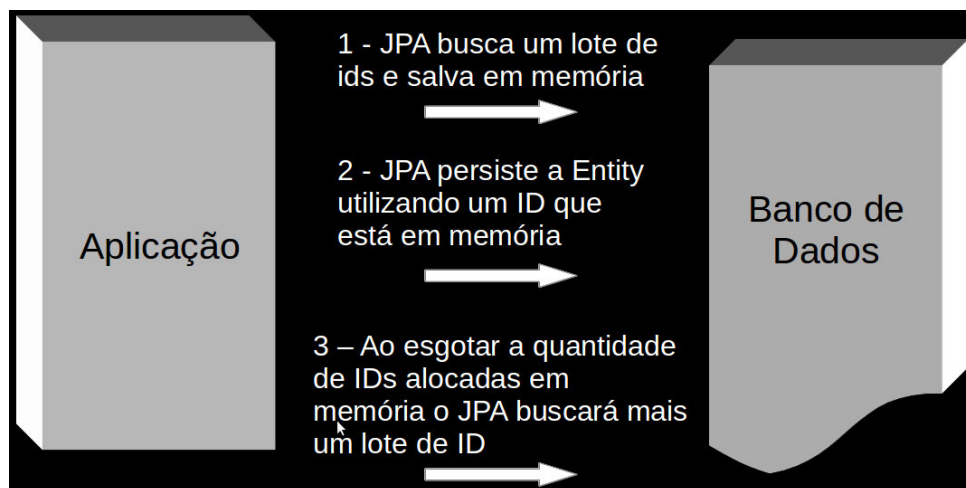 Aplicação
1 - JPA busca um lote de
ids e salva em memória
2 - JPA persiste a Entity
utilizando um ID que
está em memória
3 – Ao esgotar a quantidade
de IDs alocadas em
memória o JPA buscará mais
um lote de ID
Banco de
Dados